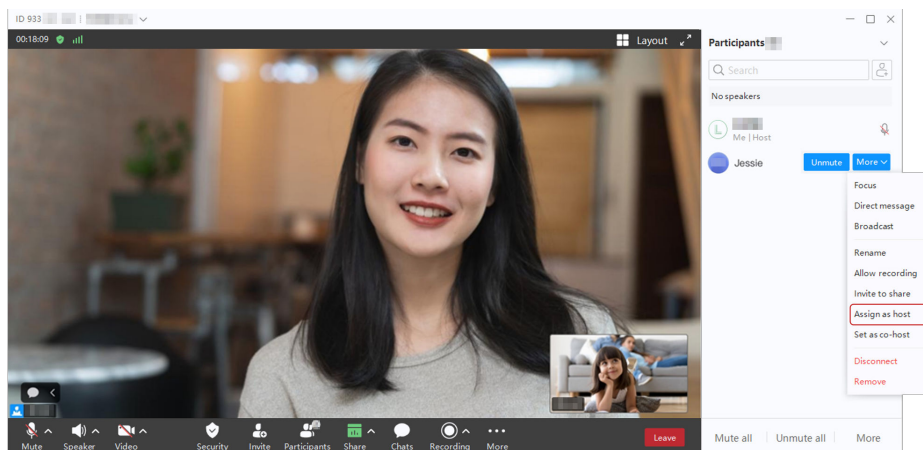 ID 933
00:18:09
Layout
Participants
Search
No speakers
L
Me | Host
Jessie
Unmute
More
Focus
Direct message
Broadcast
Rename
Allow recording
Invite to share
Assign as host
Set as co-host
Disconnect
Remove
Mute
Speaker
Video
Security
Invite
Participants
Share
Chats
Recording
More
Leave
Mute all
Unmute all
More